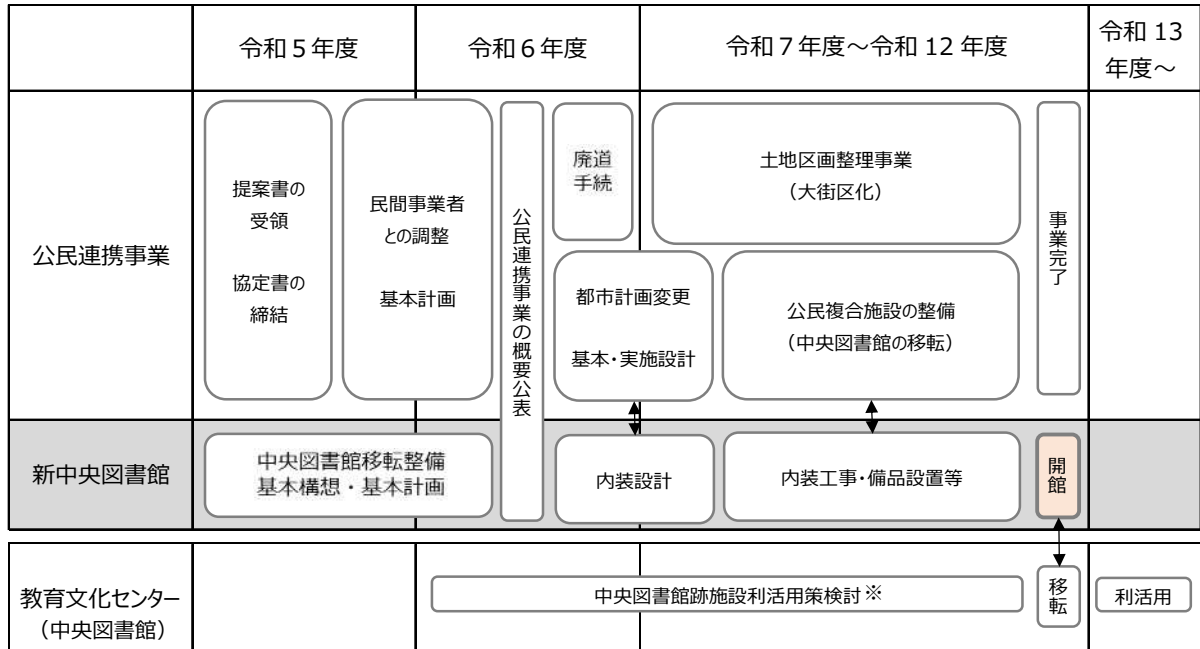 令和５年度
令和６年度
令和７年度～令和 12 年度
令和 13
年度～
公民連携事業
提案書の
受領
協定書の
締結
民間事業者
との調整
基本計画
公民連携事業の概要公表
廃道
手続
都市計画変更
基本・実施設計
土地区画整理事業
（大街区化）
公民複合施設の整備
（中央図書館の移転）
事業完了
新中央図書館
中央図書館移転整備
基本構想・基本計画
内装設計
内装工事・備品設置等
開館
教育文化センター
（中央図書館）
中央図書館跡施設利活用策検討※
移転
利活用